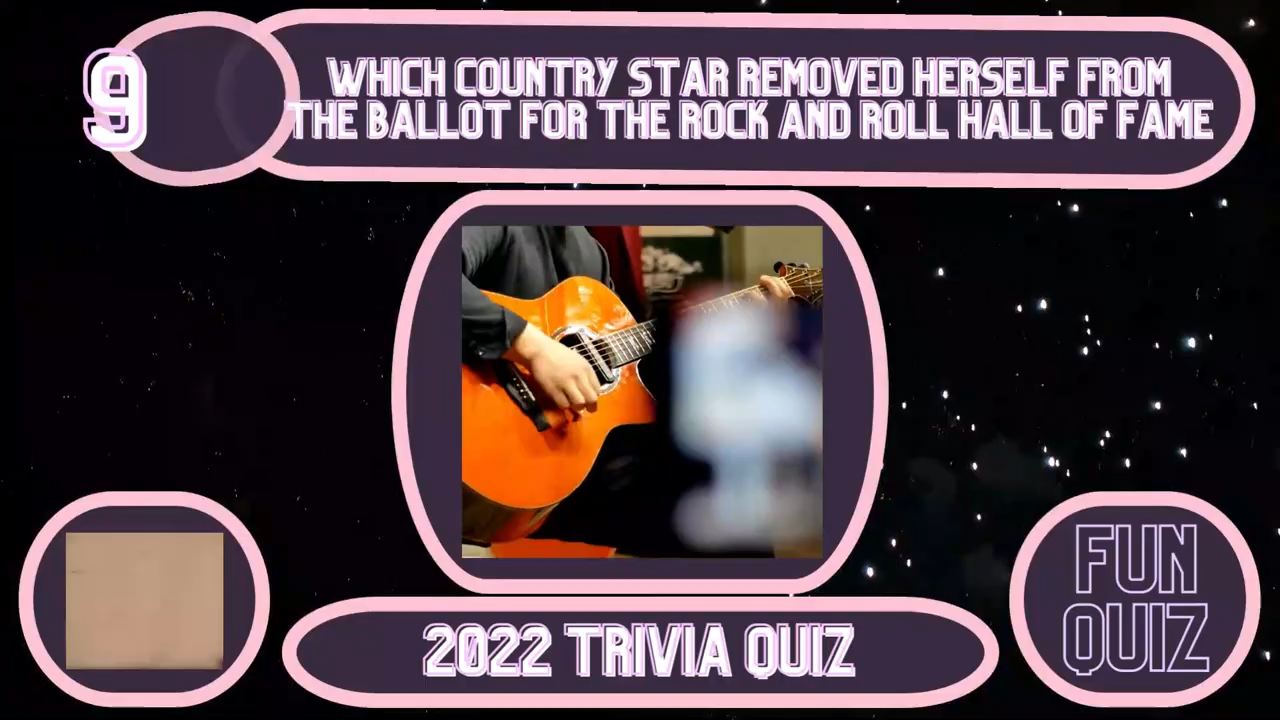 9
WHICH COUNTRY STAR REMOVED HERSELF FROM
THE BALLOT FOR THE ROCK AND ROLL HALL OF FAME
2022 TRIVIA QUIZ
FUN
QUIZ